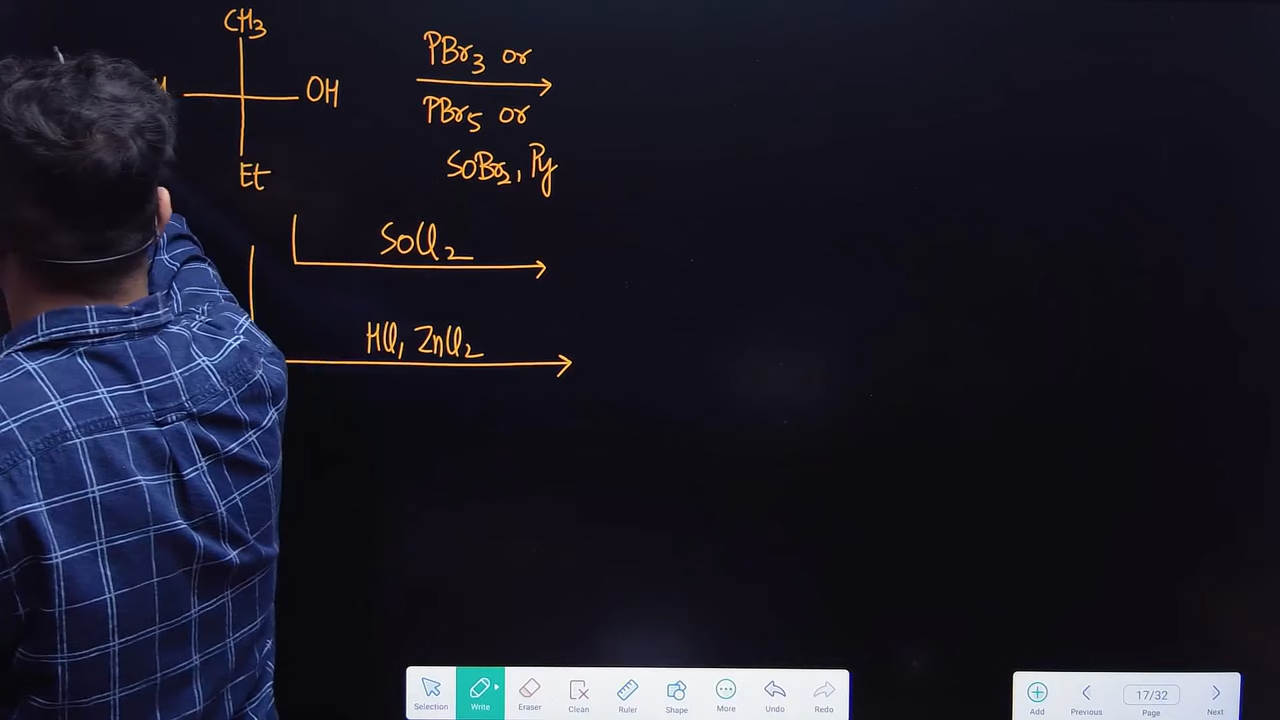 CH3
OH
Et
PBr3 or
PBr5 or
SOBr2, Py
SOCl2
HCl, ZnCl2
Selection
Write
Eraser
Clean
Ruler
Shape
More
Undo
Redo
Add
Previous
17/32
Page
Next